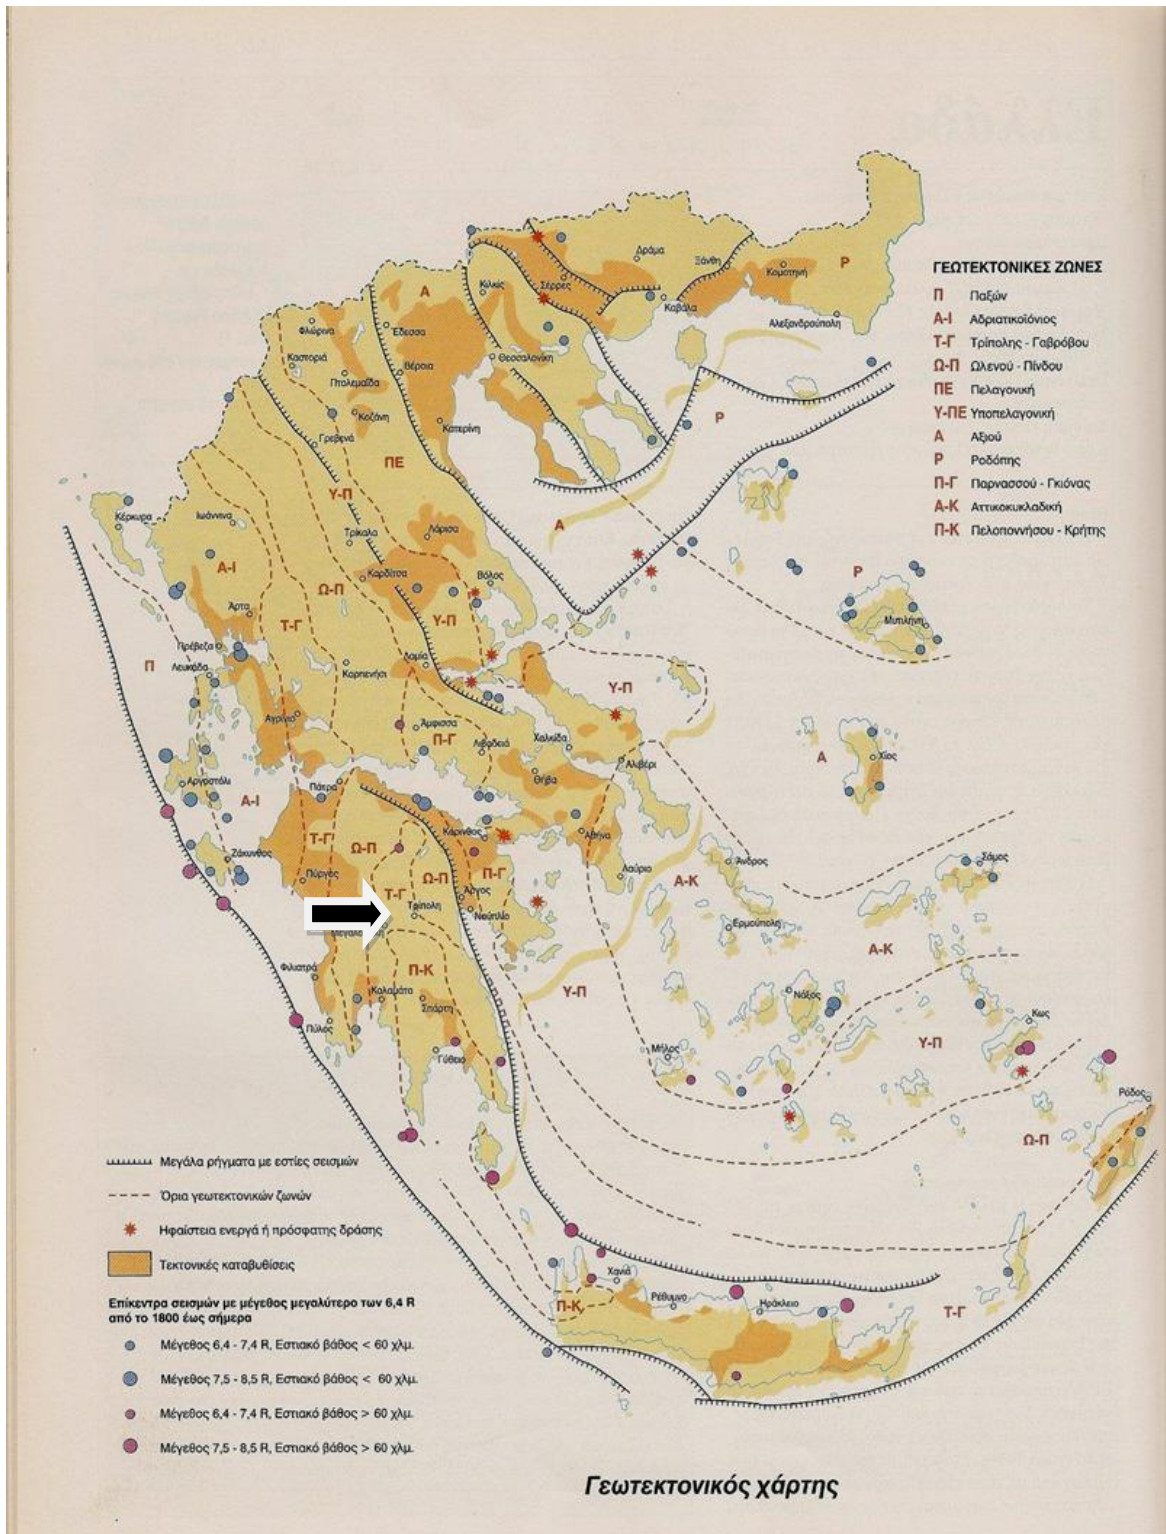 ΓΕΩΤΕΚΤΟΝΙΚΕΣ ΖΩΝΕΣ
Π Παξών
Α-Ι Αδριατικοϊόνιος
Τ-Γ Τρίπολης - Γαβρόβου
Ω-Π Ωλενού - Πίνδου
ΠΕ Πελαγονική
Υ-ΠΕ Υποπελαγονική
Α Αξιού
Ρ Ροδόπης
Π-Γ Παρνασσού - Γκιόνας
Α-Κ Αττικοκυκλαδική
Π-Κ Πελοποννήσου - Κρήτης
Δράμα
Ξάνθη
Κομοτηνή
Ρ
Α
Κιλκίς
Σέρρες
Καβάλα
Αλεξανδρούπολη
Φλώρινα
Έδεσσα
Καστοριά
Θεσσαλονίκη
Πτολεμαΐδα
Βέροια
Κοζάνη
Κατερίνη
Ρ
Γρεβενά
ΠΕ
Υ-Π
Κέρκυρα
Ιωάννινα
Τρίκαλα
Λάρισα
Α
Α-Ι
Ω-Π
Καρδίτσα
Βόλος
Ρ
Άρτα
Τ-Γ
Υ-Π
Μυτιλήνη
Πρέβεζα
Π
Λευκάδα
Καρπενήσι
Λαμία
Υ-Π
Αγρίνιο
Άμφισσα
Π-Γ
Λιβαδειά
Χαλκίδα
Αλιβέρι
Α
Χίος
Αργοστόλι
Πάτρα
Θήβα
Α-Ι
Τ-Γ
Ω-Π
Κόρινθος
Αθήνα
Ζάκυνθος
Πύργος
Ω-Π
Π-Γ
Λαύριο
Άνδρος
Σάμος
Τ-Γ
Τρίπολη
Άργος
Ναύπλιο
Α-Κ
Ερμούπολη
Α-Κ
Φιλιατρά
Π-Κ
Καλαμάτα
Σπάρτη
Υ-Π
Νάξος
Κως
Πύλος
Γύθειο
Μήλος
Υ-Π
Ρόδος
Ω-Π
Μεγάλα ρήγματα με εστίες σεισμών
Όρια γεωτεκτονικών ζωνών
Ηφαίστεια ενεργά ή πρόσφατης δράσης
Τεκτονικές καταβυθίσεις
Χανιά
Π-Κ
Ρέθυμνο
Ηράκλειο
Τ-Γ
Επίκεντρα σεισμών με μέγεθος μεγαλύτερο των 6,4 R
από το 1800 έως σήμερα
Μέγεθος 6,4 - 7,4 R, Εστιακό βάθος < 60 χλμ.
Μέγεθος 7,5 - 8,5 R, Εστιακό βάθος < 60 χλμ.
Μέγεθος 6,4 - 7,4 R, Εστιακό βάθος > 60 χλμ.
Μέγεθος 7,5 - 8,5 R, Εστιακό βάθος > 60 χλμ.
Γεωτεκτονικός χάρτης